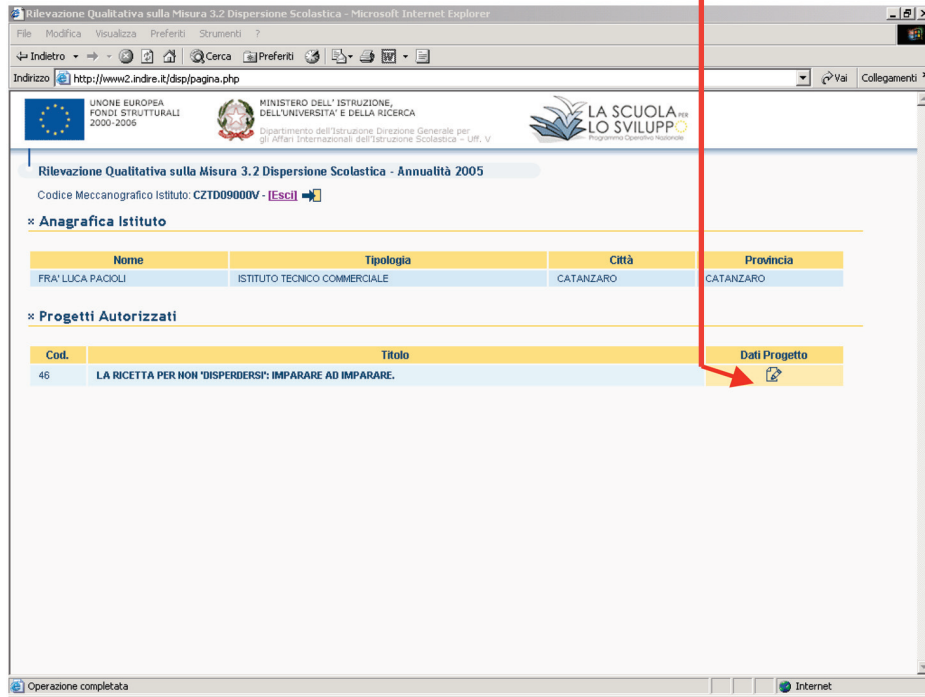 Rilevazione Qualitativa sulla Misura 3.2 Dispersione Scolastica - Microsoft Internet Explorer
File Modifica Visualizza Preferiti Strumenti ?
Indietro Cerca Preferiti
Indirizzo http://www2.indire.it/disp/pagina.php Vai Collegamenti
UNONE EUROPEA
FONDI STRUTTURALI
2000-2006
MINISTERO DELL' ISTRUZIONE,
DELL'UNIVERSITA' E DELLA RICERCA
Dipartimento dell'Istruzione Direzione Generale per
gli Affari Internazionali dell'Istruzione Scolastica - Uff. V
LA SCUOLA PER
LO SVILUPPO
Programma Operativo Nazionale
Rilevazione Qualitativa sulla Misura 3.2 Dispersione Scolastica - Annualità 2005
Codice Meccanografico Istituto: CZTD09000V - [Esci]
Anagrafica Istituto
Nome Tipologia Città Provincia
FRA' LUCA PACIOLI ISTITUTO TECNICO COMMERCIALE CATANZARO CATANZARO
Progetti Autorizzati
Cod. Titolo Dati Progetto
46 LA RICETTA PER NON 'DISPERDERSI': IMPARARE AD IMPARARE.
Operazione completata Internet